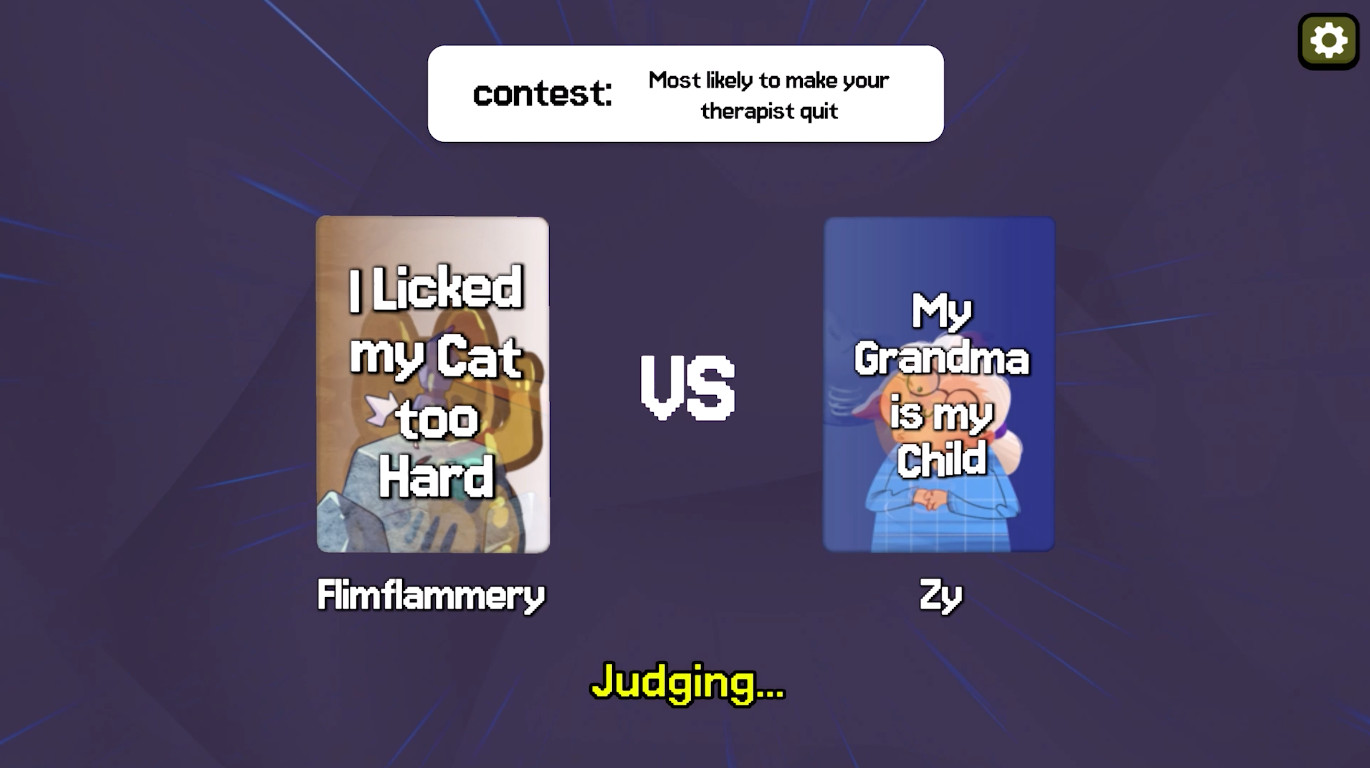 contest:
Most likely to make your
therapist quit
I Licked
my Cat
too
Hard
VS
My
Grandma
is my
Child
Flimflammery
Zy
Judging...